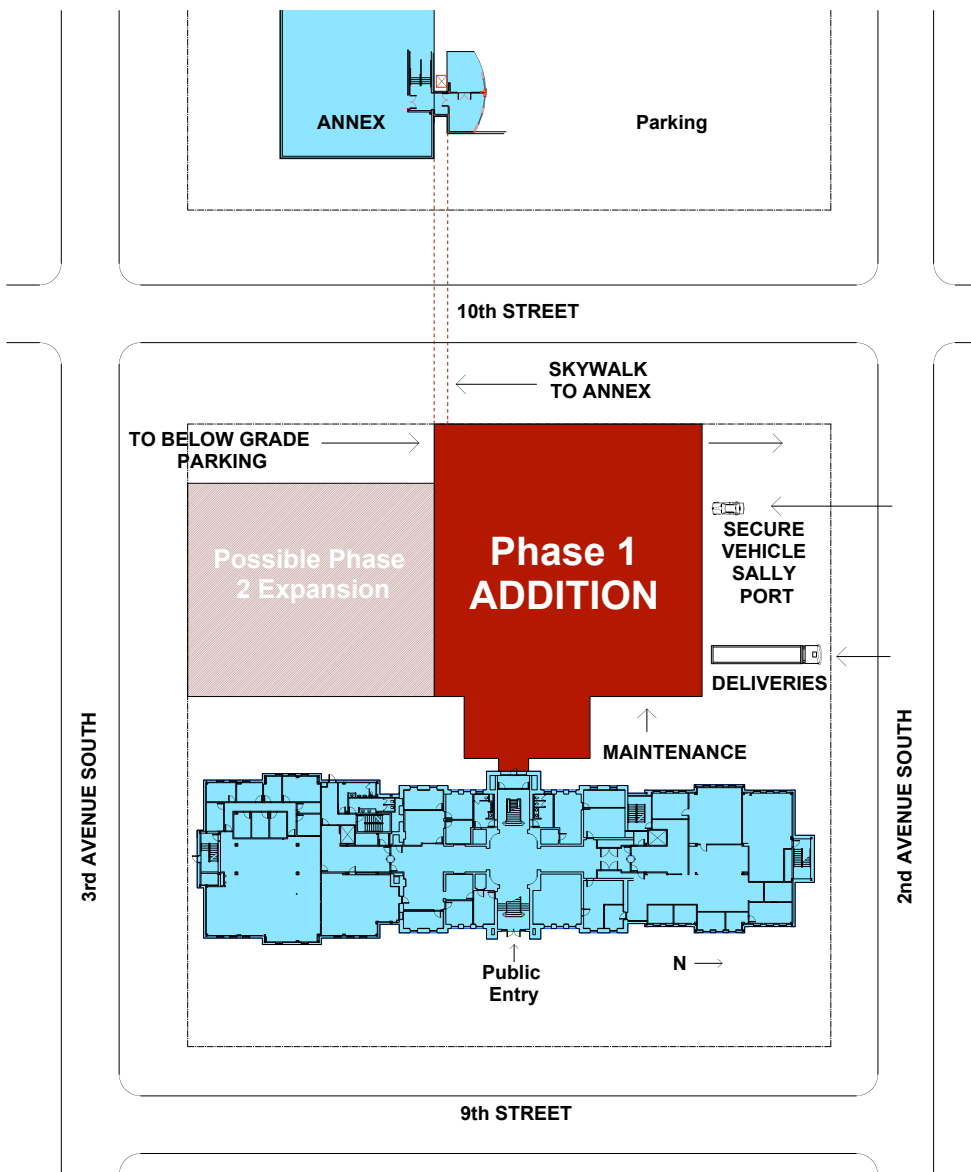 ANNEX
Parking
10th STREET
SKYWALK
TO ANNEX
TO BELOW GRADE
PARKING
Possible Phase
2 Expansion
Phase 1
ADDITION
SECURE
VEHICLE
SALLY
PORT
DELIVERIES
MAINTENANCE
3rd AVENUE SOUTH
2nd AVENUE SOUTH
Public
Entry
N
9th STREET